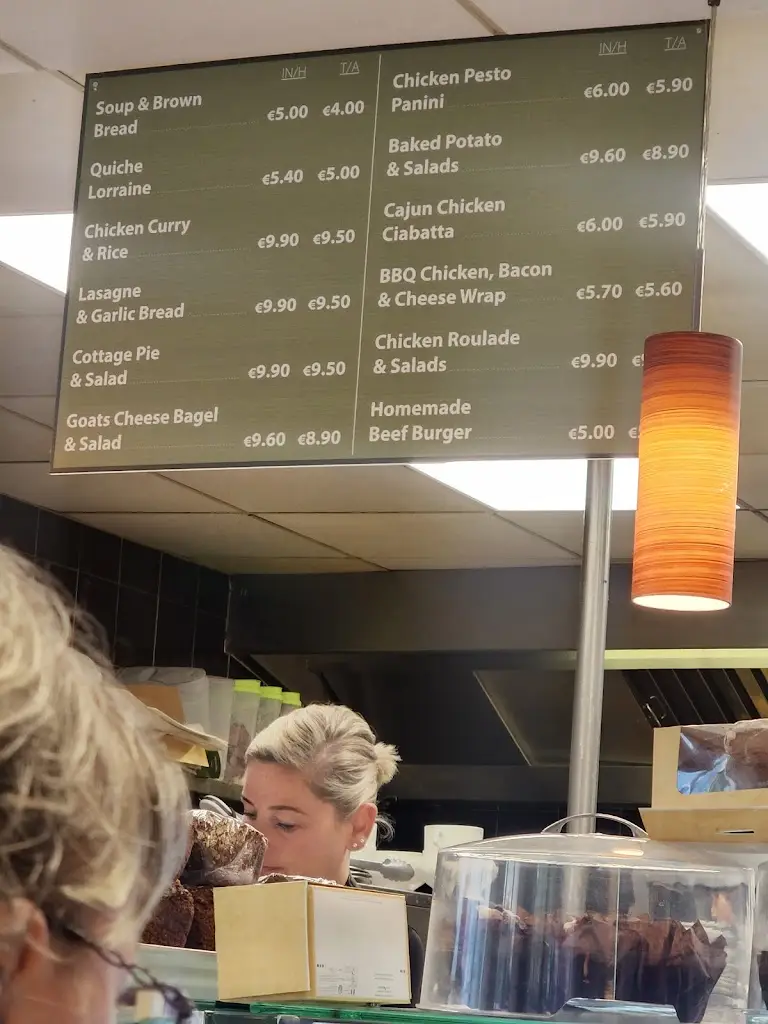 IN/H T/A
Soup & Brown
Bread €5.00 €4.00
Quiche
Lorraine €5.40 €5.00
Chicken Curry
& Rice €9.90 €9.50
Lasagne
& Garlic Bread €9.90 €9.50
Cottage Pie
& Salad €9.90 €9.50
Goats Cheese Bagel
& Salad €9.60 €8.90
IN/H T/A
Chicken Pesto
Panini €6.00 €5.90
Baked Potato
& Salads €9.60 €8.90
Cajun Chicken
Ciabatta €6.00 €5.90
BBQ Chicken, Bacon
& Cheese Wrap €5.70 €5.60
Chicken Roulade
& Salads €9.90
Homemade
Beef Burger €5.00